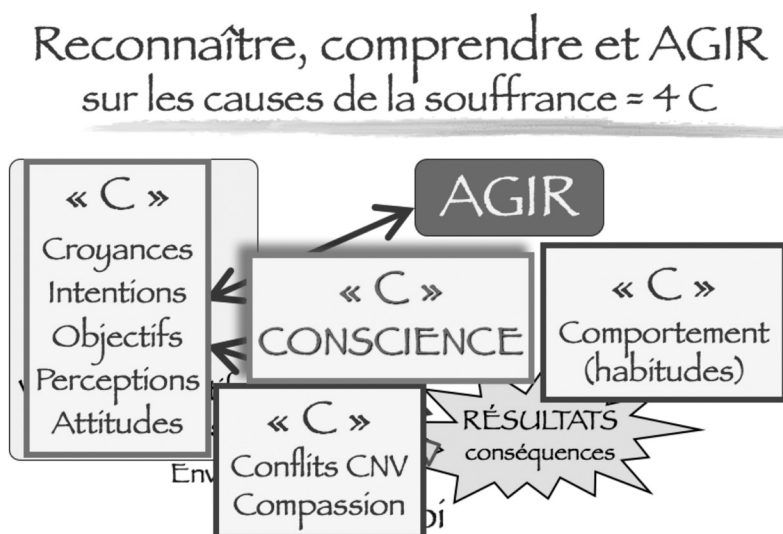 Reconnaître, comprendre et AGIR
sur les causes de la souffrance = 4 C
« C »
Croyances
Intentions
Objectifs
Perceptions
Attitudes
AGIR
« C »
CONSCIENCE
« C »
Comportement
(habitudes)
« C »
Conflits CNV
Compassion
RÉSULTATS
conséquences